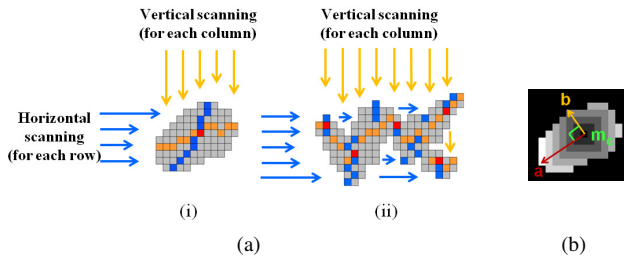 Vertical scanning
(for each column)
Vertical scanning
(for each column)
Horizontal
scanning
(for each row)
b
m
a
(i)
(ii)
(a)
(b)